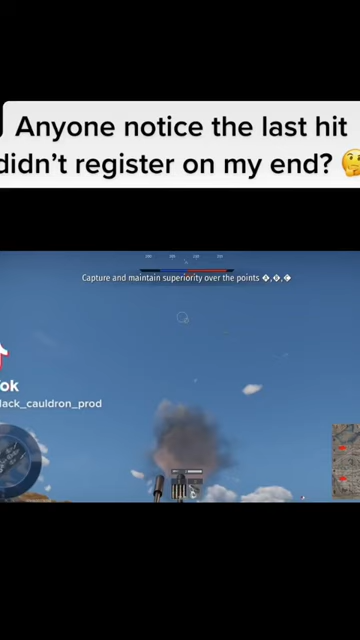 Anyone notice the last hit
didn't register on my end? 🤔
Capture and maintain superiority over the points A, B, C
ok
lack_cauldron_prod